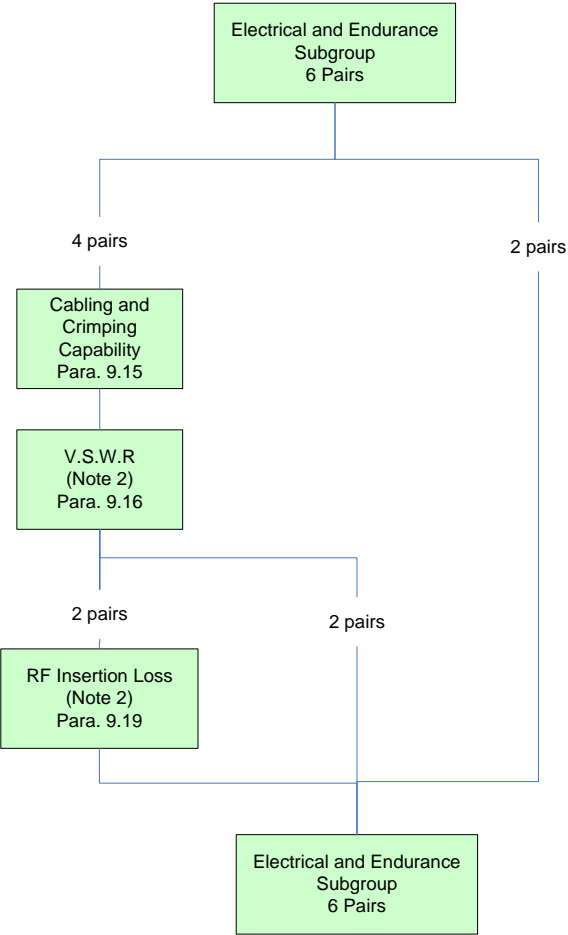 Electrical and Endurance
Subgroup
6 Pairs
4 pairs
2 pairs
Cabling and
Crimping
Capability
Para. 9.15
V.S.W.R
(Note 2)
Para. 9.16
2 pairs
2 pairs
RF Insertion Loss
(Note 2)
Para. 9.19
Electrical and Endurance
Subgroup
6 Pairs